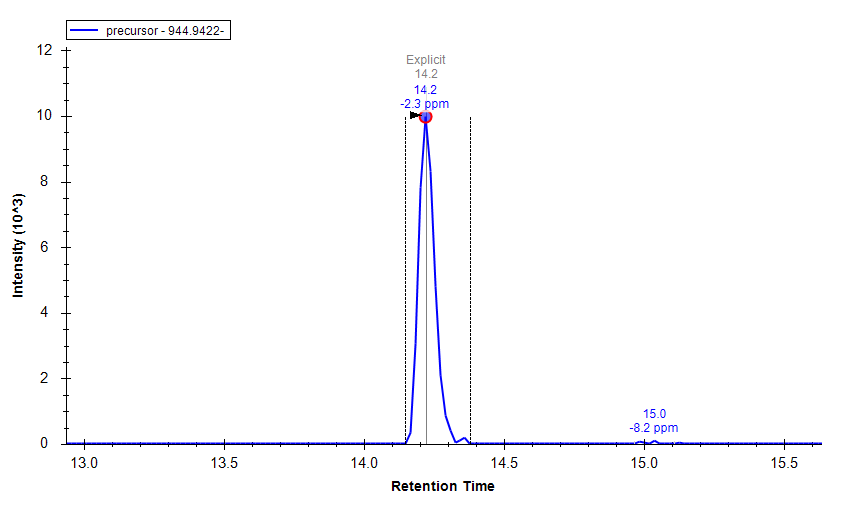 precursor - 944.9422-
Explicit
14.2
14.2
-2.3 ppm
12
10
8
6
4
2
0
Intensity (10^3)
15.0
-8.2 ppm
13.0 13.5 14.0 14.5 15.0 15.5
Retention Time